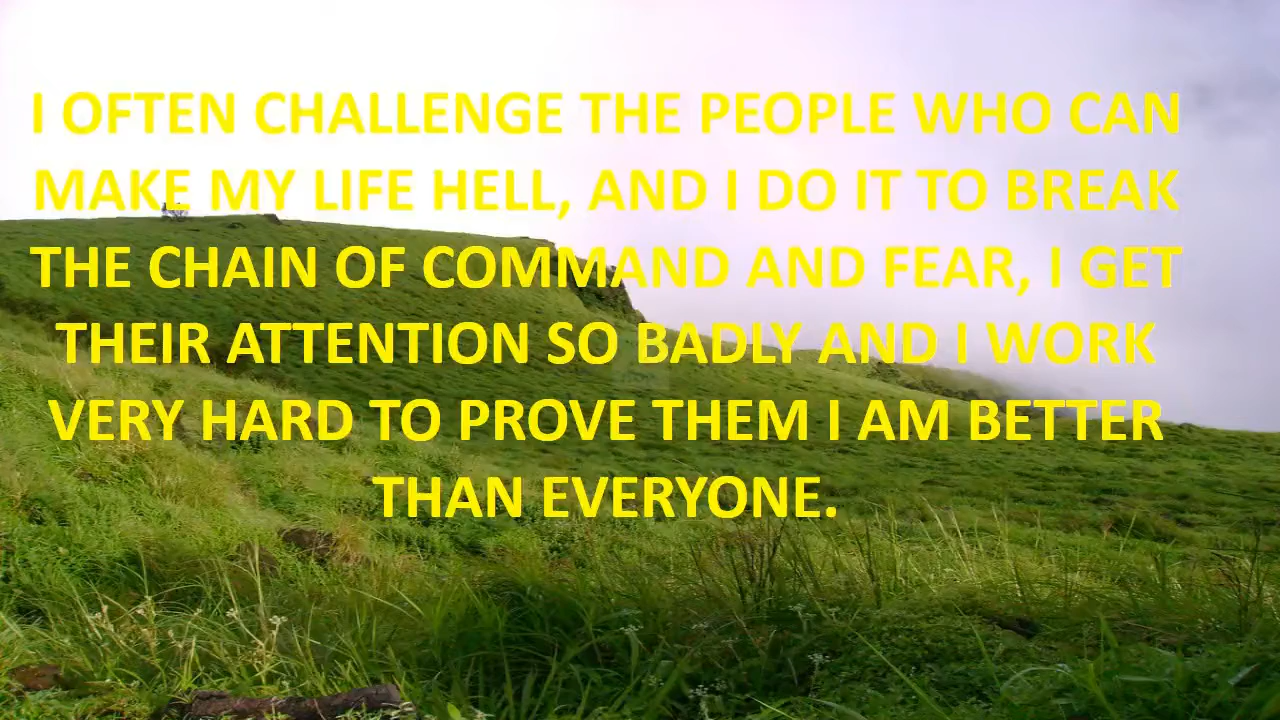 I OFTEN CHALLENGE THE PEOPLE WHO CAN
MAKE MY LIFE HELL, AND I DO IT TO BREAK
THE CHAIN OF COMMAND AND FEAR, I GET
THEIR ATTENTION SO BADLY AND I WORK
VERY HARD TO PROVE THEM I AM BETTER
THAN EVERYONE.